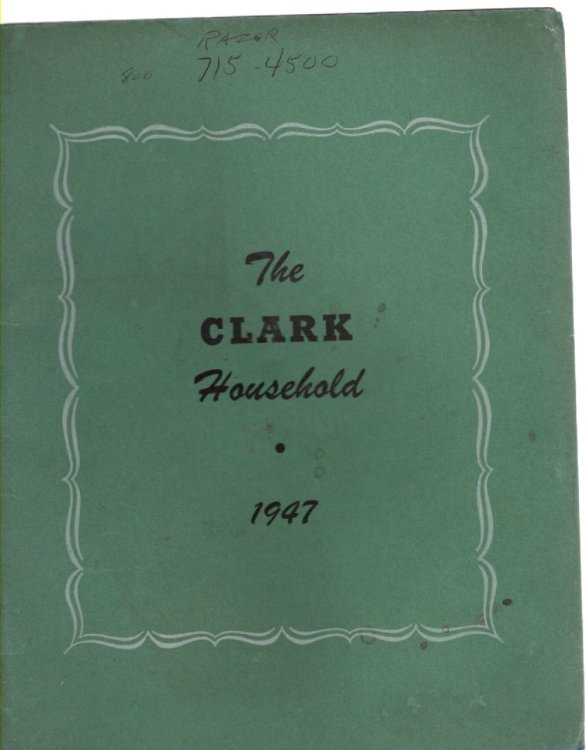 RAZOR
800 715-4500
The
CLARK
Household
•
1947